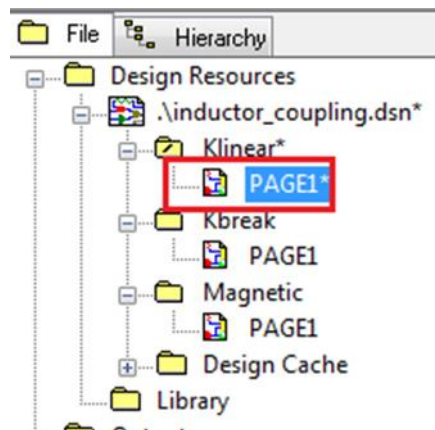 File Hierarchy
Design Resources
.\inductor_coupling.dsn*
Klinear*
PAGE1*
Kbreak
PAGE1
Magnetic
PAGE1
Design Cache
Library